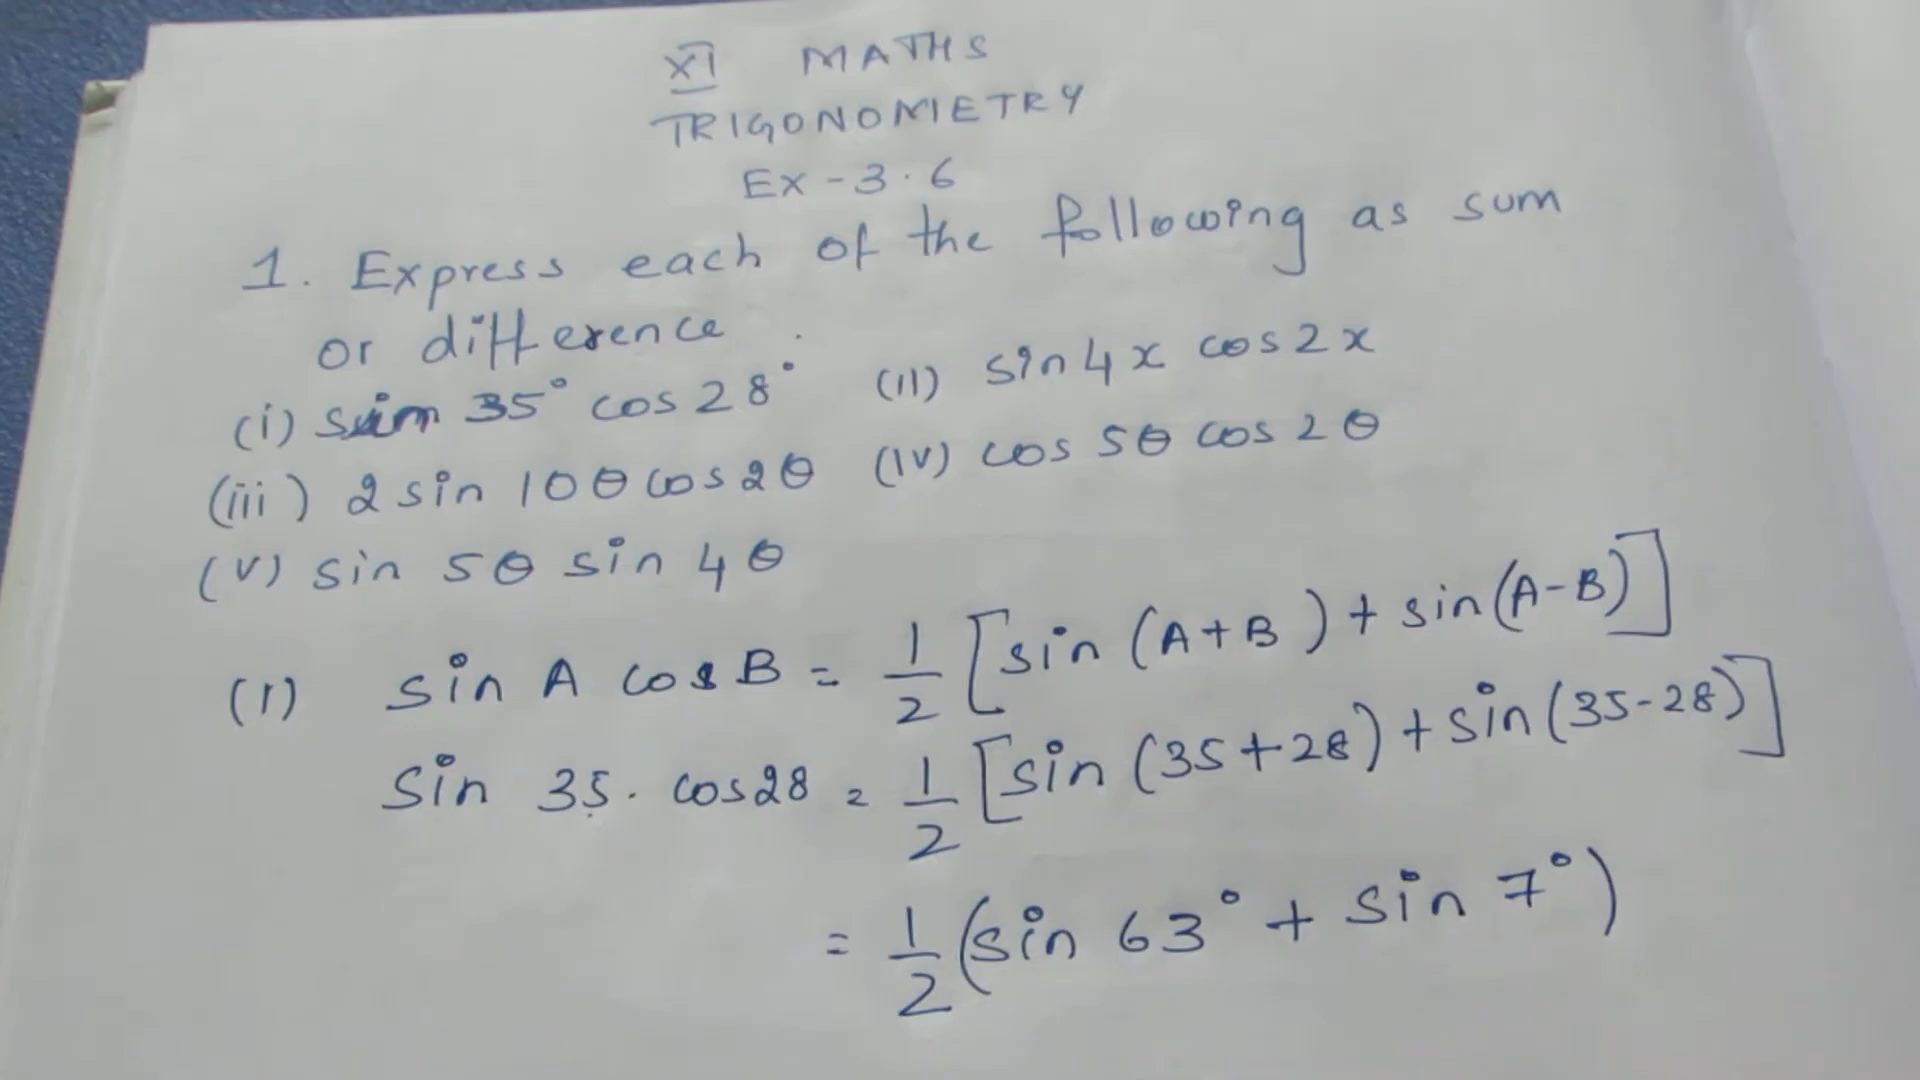 XI MATHS
TRIGONOMETRY
EX - 3.6
1. Express each of the following as sum
or difference
(i) sin 35° cos 28° (II) sin 4x cos 2x
(iii) 2 sin 10θ cos 2θ (IV) cos 5θ cos 2θ
(V) sin 5θ sin 4θ
(I) sin A cos B = 1/2 [sin (A+B) + sin (A-B)]
sin 35. cos 28 = 1/2 [sin (35+28) + sin (35-28)]
= 1/2 (sin 63° + sin 7°)